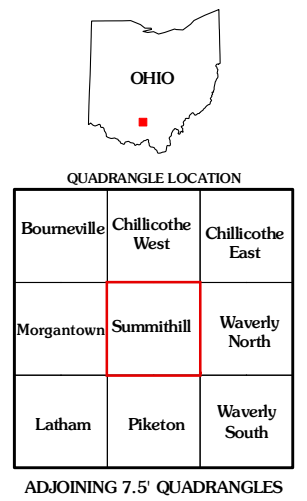 OHIO
QUADRANGLE LOCATION
Bourneville
Chillicothe
West
Chillicothe
East
Morgantown
Summithill
Waverly
North
Latham
Piketon
Waverly
South
ADJOINING 7.5' QUADRANGLES